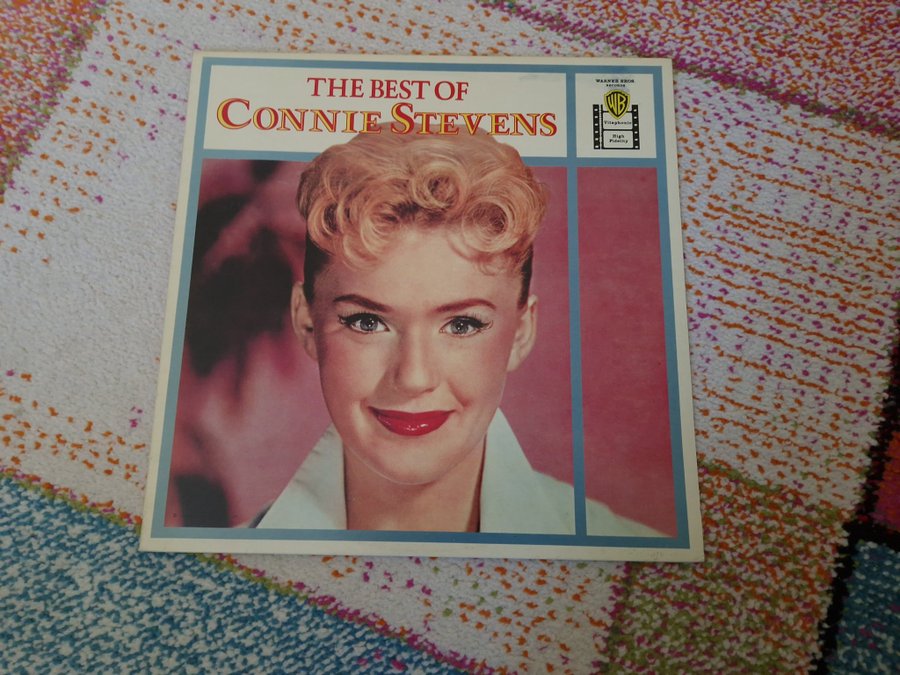 THE BEST OF
CONNIE STEVENS
WARNER BROS
RECORDS
WB
Vitaphonic
High
Fidelity